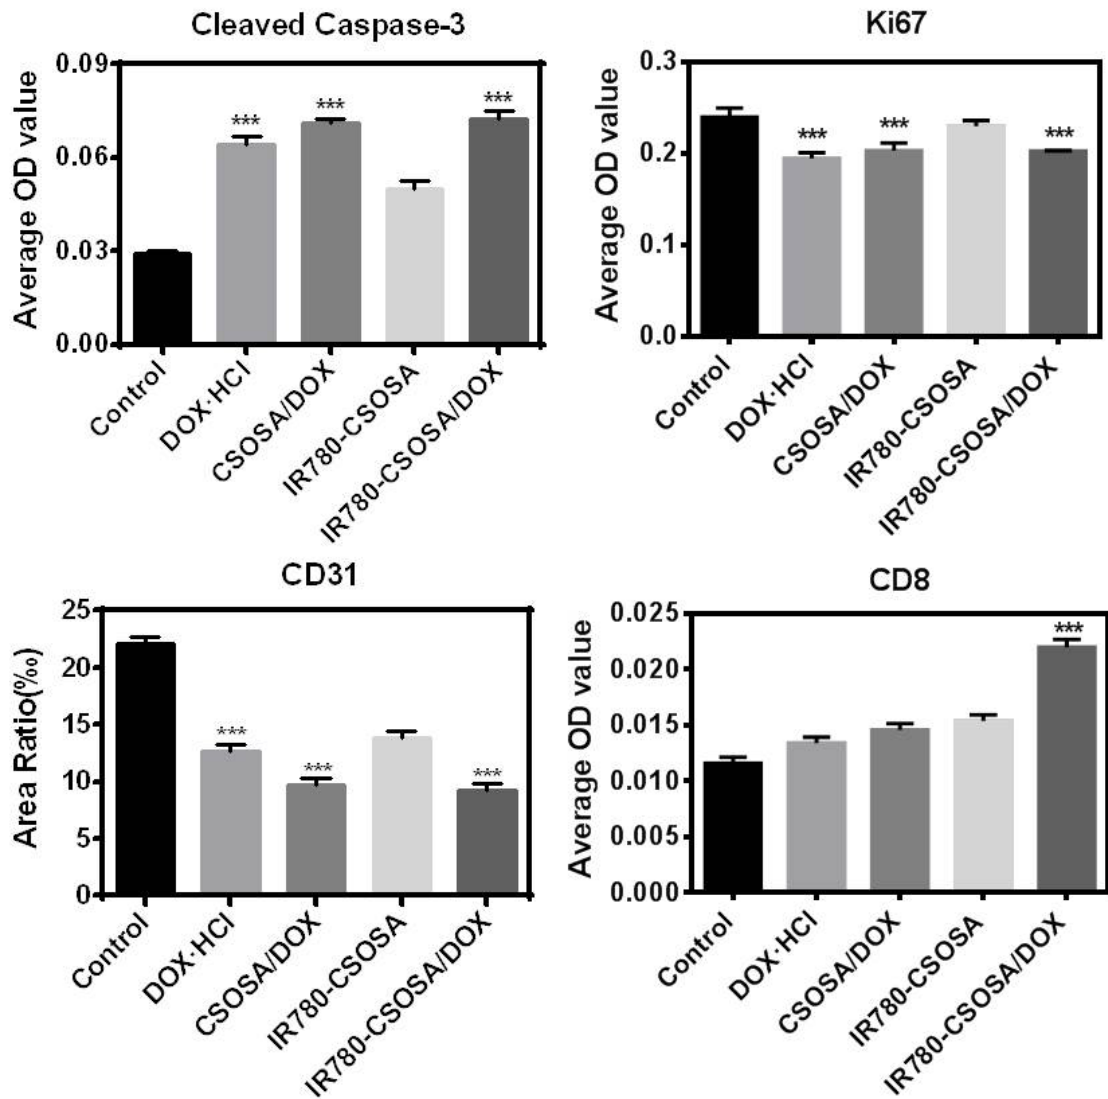 Cleaved Caspase-3
Average OD value
0.09
0.06
0.03
0.00
***
***
***
Control
DOX·HCl
CSOSA/DOX
IR780-CSOSA
IR780-CSOSA/DOX
Ki67
Average OD value
0.3
0.2
0.1
0.0
***
***
***
Control
DOX·HCl
CSOSA/DOX
IR780-CSOSA
IR780-CSOSA/DOX
CD31
Area Ratio(‰)
25
20
15
10
5
0
***
***
***
Control
DOX·HCl
CSOSA/DOX
IR780-CSOSA
IR780-CSOSA/DOX
CD8
Average OD value
0.025
0.020
0.015
0.010
0.005
0.000
***
Control
DOX·HCl
CSOSA/DOX
IR780-CSOSA
IR780-CSOSA/DOX